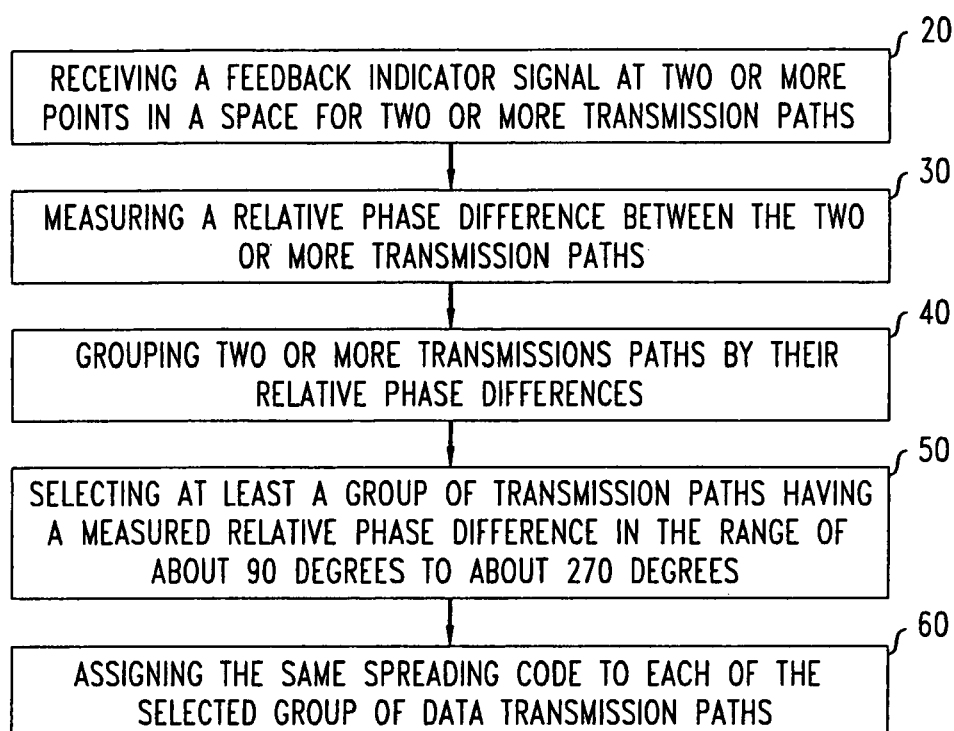 20
RECEIVING A FEEDBACK INDICATOR SIGNAL AT TWO OR MORE
POINTS IN A SPACE FOR TWO OR MORE TRANSMISSION PATHS
30
MEASURING A RELATIVE PHASE DIFFERENCE BETWEEN THE TWO
OR MORE TRANSMISSION PATHS
40
GROUPING TWO OR MORE TRANSMISSIONS PATHS BY THEIR
RELATIVE PHASE DIFFERENCES
50
SELECTING AT LEAST A GROUP OF TRANSMISSION PATHS HAVING
A MEASURED RELATIVE PHASE DIFFERENCE IN THE RANGE OF
ABOUT 90 DEGREES TO ABOUT 270 DEGREES
60
ASSIGNING THE SAME SPREADING CODE TO EACH OF THE
SELECTED GROUP OF DATA TRANSMISSION PATHS